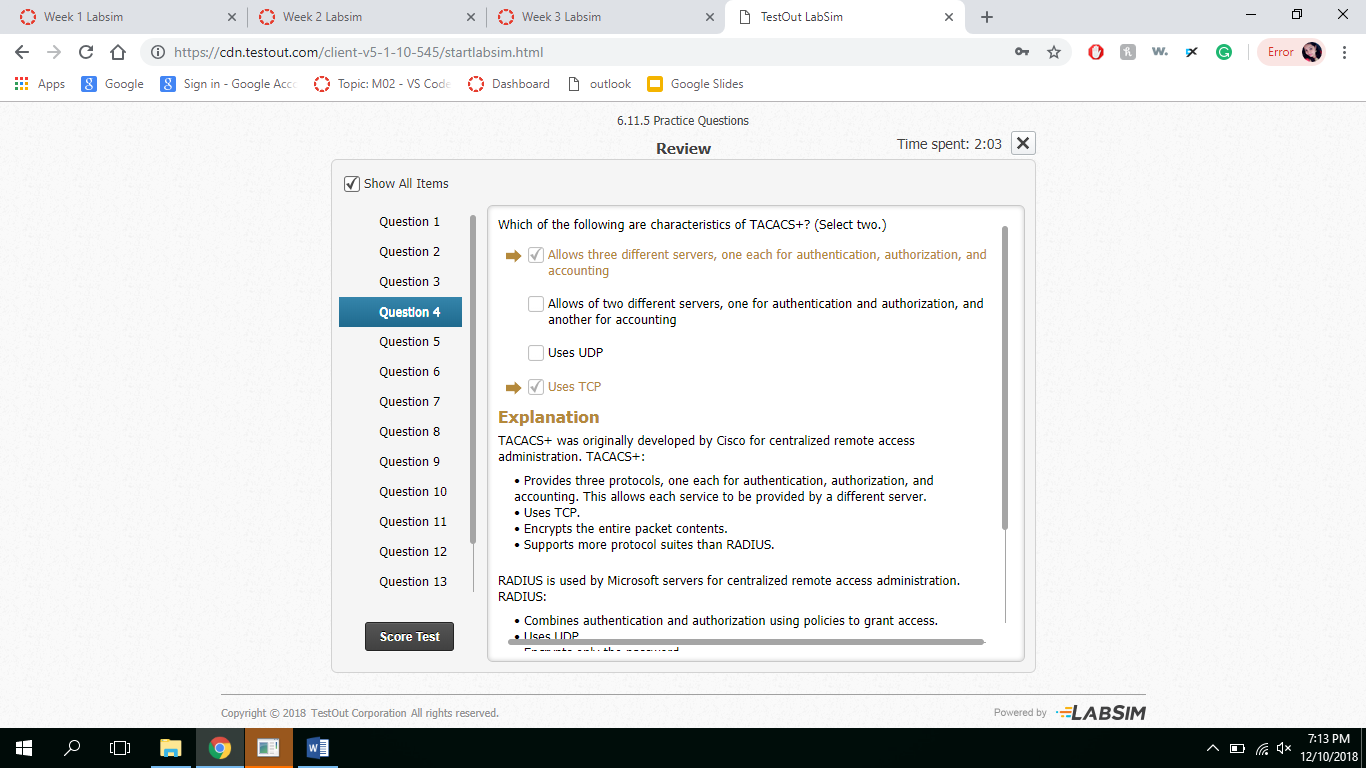 Week 1 Labsim
Week 2 Labsim
Week 3 Labsim
TestOut LabSim
https://cdn.testout.com/client-v5-1-10-545/startlabsim.html
Error
Apps
Google
Sign in - Google Acco
Topic: M02 - VS Code
Dashboard
outlook
Google Slides
6.11.5 Practice Questions
Review
Time spent: 2:03
Show All Items
Question 1
Question 2
Question 3
Question 4
Question 5
Question 6
Question 7
Question 8
Question 9
Question 10
Question 11
Question 12
Question 13
Score Test
Which of the following are characteristics of TACACS+? (Select two.)
Allows three different servers, one each for authentication, authorization, and
accounting
Allows of two different servers, one for authentication and authorization, and
another for accounting
Uses UDP
Uses TCP
Explanation
TACACS+ was originally developed by Cisco for centralized remote access
administration. TACACS+:
• Provides three protocols, one each for authentication, authorization, and
accounting. This allows each service to be provided by a different server.
• Uses TCP.
• Encrypts the entire packet contents.
• Supports more protocol suites than RADIUS.
RADIUS is used by Microsoft servers for centralized remote access administration.
RADIUS:
• Combines authentication and authorization using policies to grant access.
• Uses UDP
Encrypts only the password
Copyright © 2018 TestOut Corporation All rights reserved.
Powered by LABSIM
7:13 PM
12/10/2018